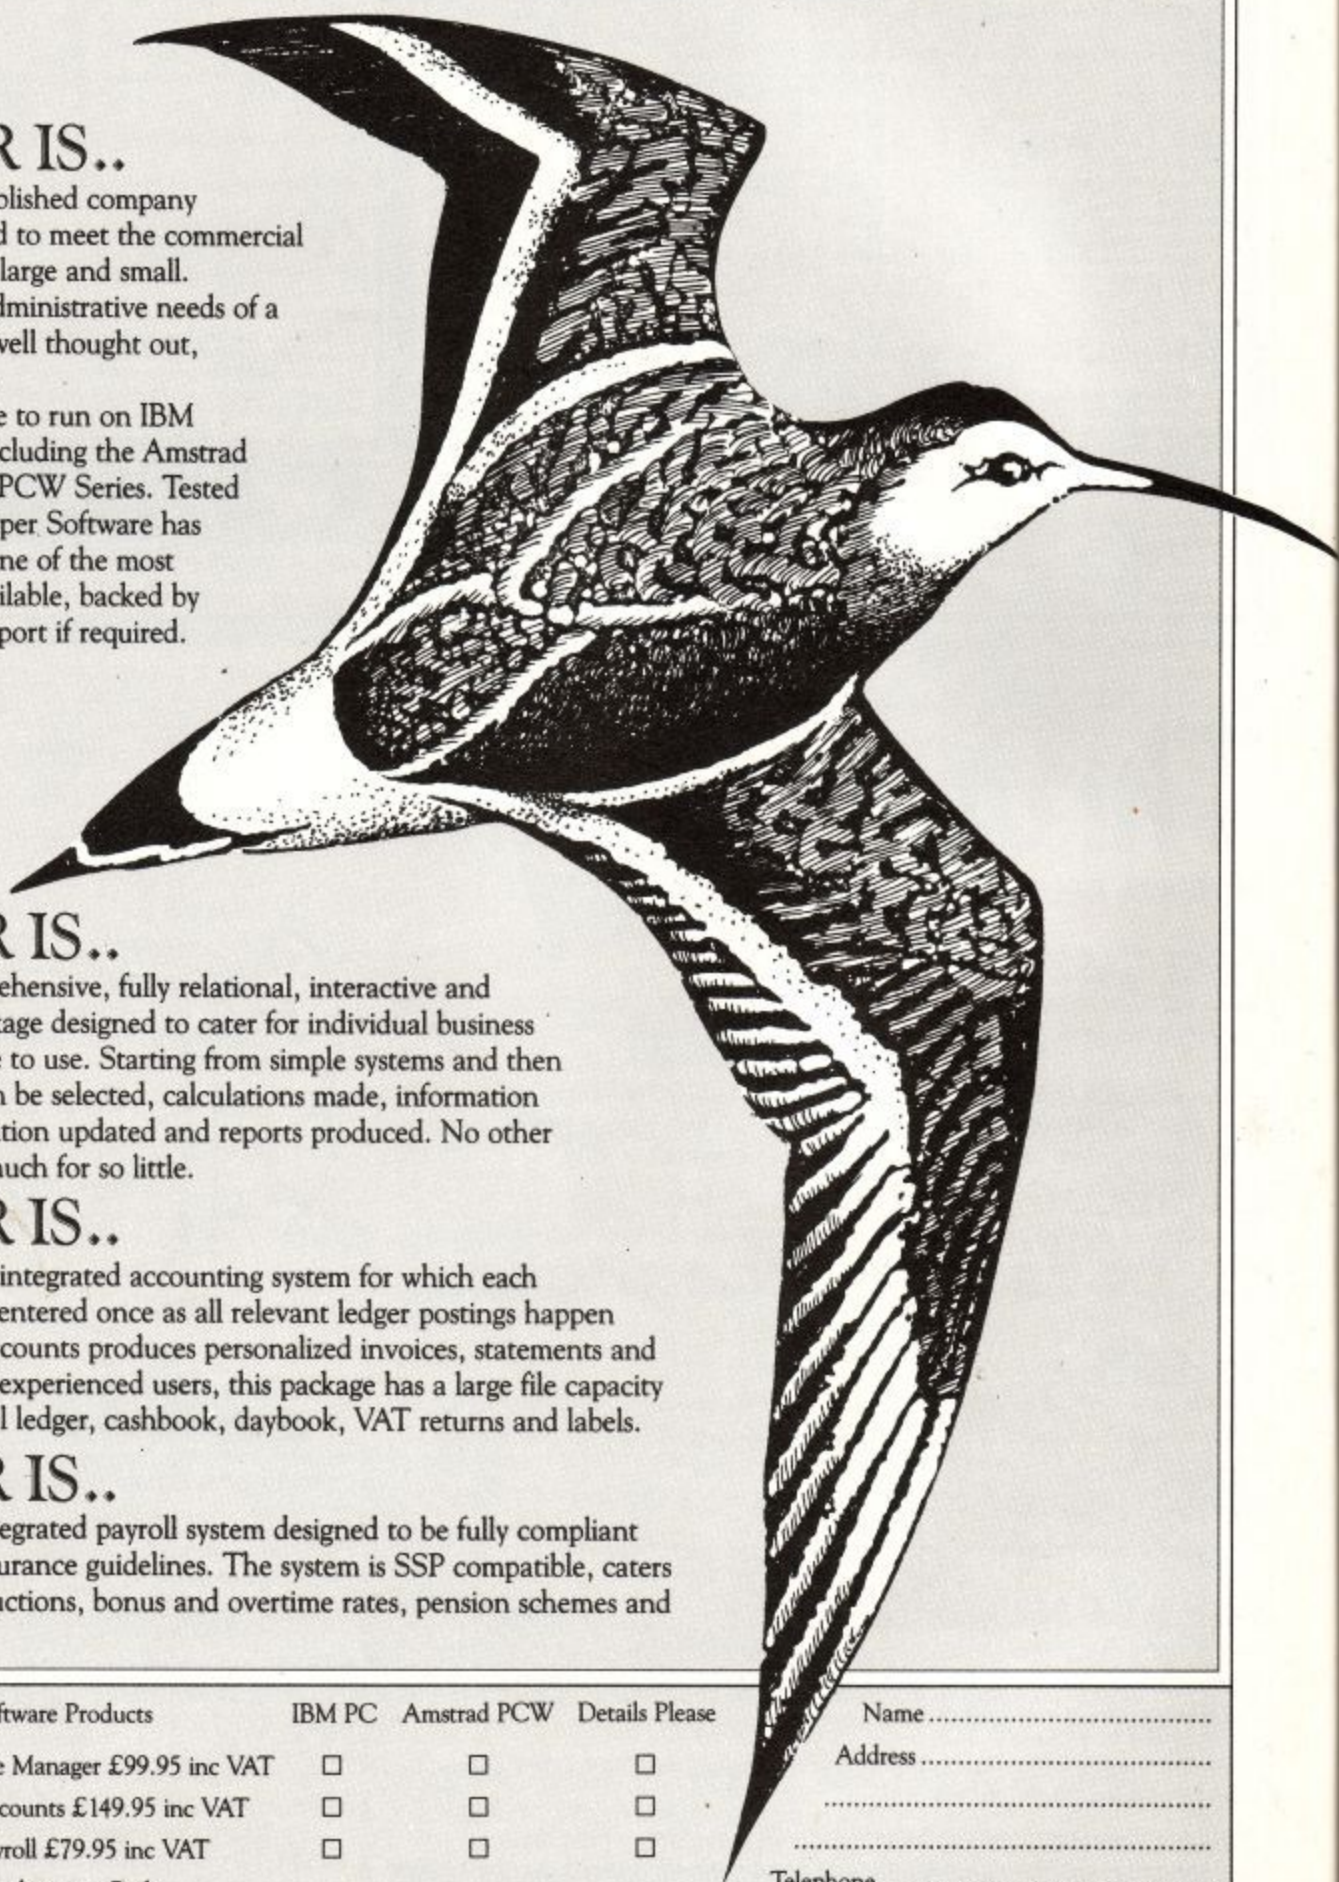 R IS..
blished company
d to meet the commercial
large and small.
dministrative needs of a
well thought out,
e to run on IBM
cluding the Amstrad
PCW Series. Tested
per Software has
ne of the most
ilable, backed by
port if required.
R IS..
ehensive, fully relational, interactive and
kage designed to cater for individual business
e to use. Starting from simple systems and then
n be selected, calculations made, information
tion updated and reports produced. No other
much for so little.
R IS..
integrated accounting system for which each
entered once as all relevant ledger postings happen
counts produces personalized invoices, statements and
experienced users, this package has a large file capacity
l ledger, cashbook, daybook, VAT returns and labels.
R IS..
egrated payroll system designed to be fully compliant
urance guidelines. The system is SSP compatible, caters
uctions, bonus and overtime rates, pension schemes and
ftware Products IBM PC Amstrad PCW Details Please
e Manager £99.95 inc VAT
counts £149.95 inc VAT
yroll £79.95 inc VAT
Name
Address
Telephone